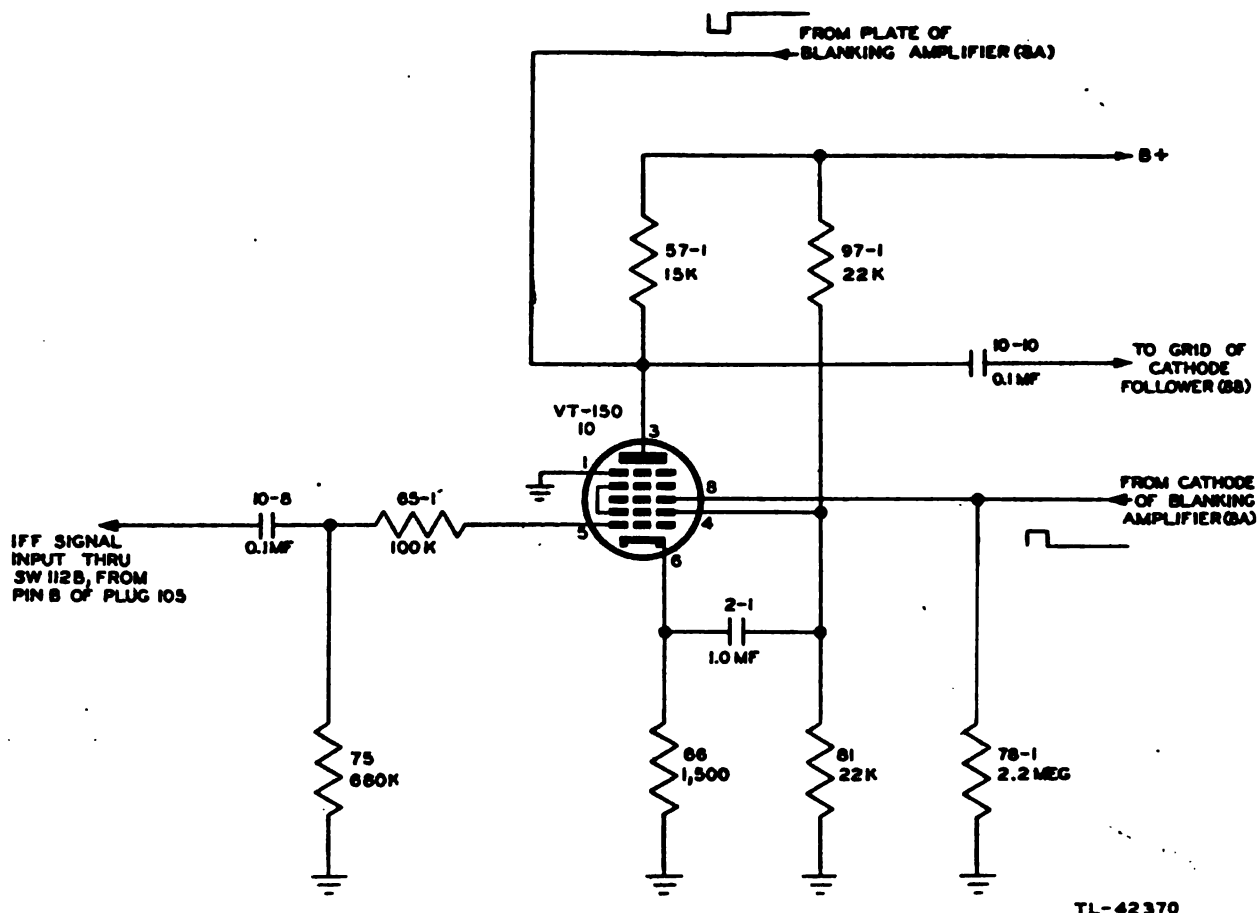 FROM PLATE OF
BLANKING AMPLIFIER (8A)
B+
57-1
15K
97-1
22K
10-10
0.1MF
TO GRID OF
CATHODE
FOLLOWER (8B)
VT-150
10
3
1
8
4
5
6
10-8
0.1MF
65-1
100K
FROM CATHODE
OF BLANKING
AMPLIFIER (8A)
IFF SIGNAL
INPUT THRU
SW 112B, FROM
PIN B OF PLUG 105
2-1
1.0 MF
75
680K
66
1,500
81
22K
78-1
2.2 MEG
TL-42370